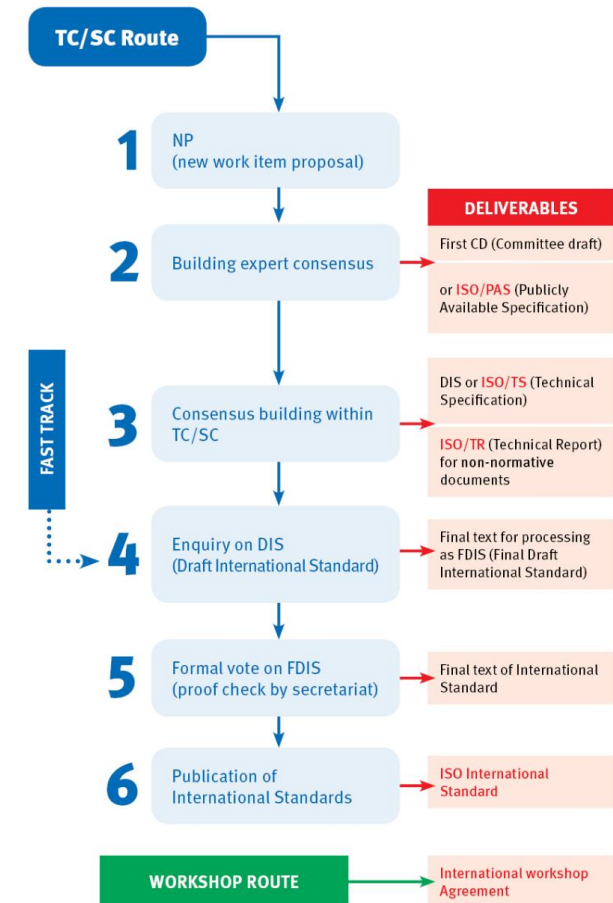 TC/SC Route
1
NP
(new work item proposal)
DELIVERABLES
2
Building expert consensus
First CD (Committee draft)
or ISO/PAS (Publicly
Available Specification)
FAST TRACK
3
Consensus building within
TC/SC
DIS or ISO/TS (Technical
Specification)
ISO/TR (Technical Report)
for non-normative
documents
4
Enquiry on DIS
(Draft International Standard)
Final text for processing
as FDIS (Final Draft
International Standard)
5
Formal vote on FDIS
(proof check by secretariat)
Final text of International
Standard
6
Publication of
International Standards
ISO International
Standard
WORKSHOP ROUTE
International workshop
Agreement